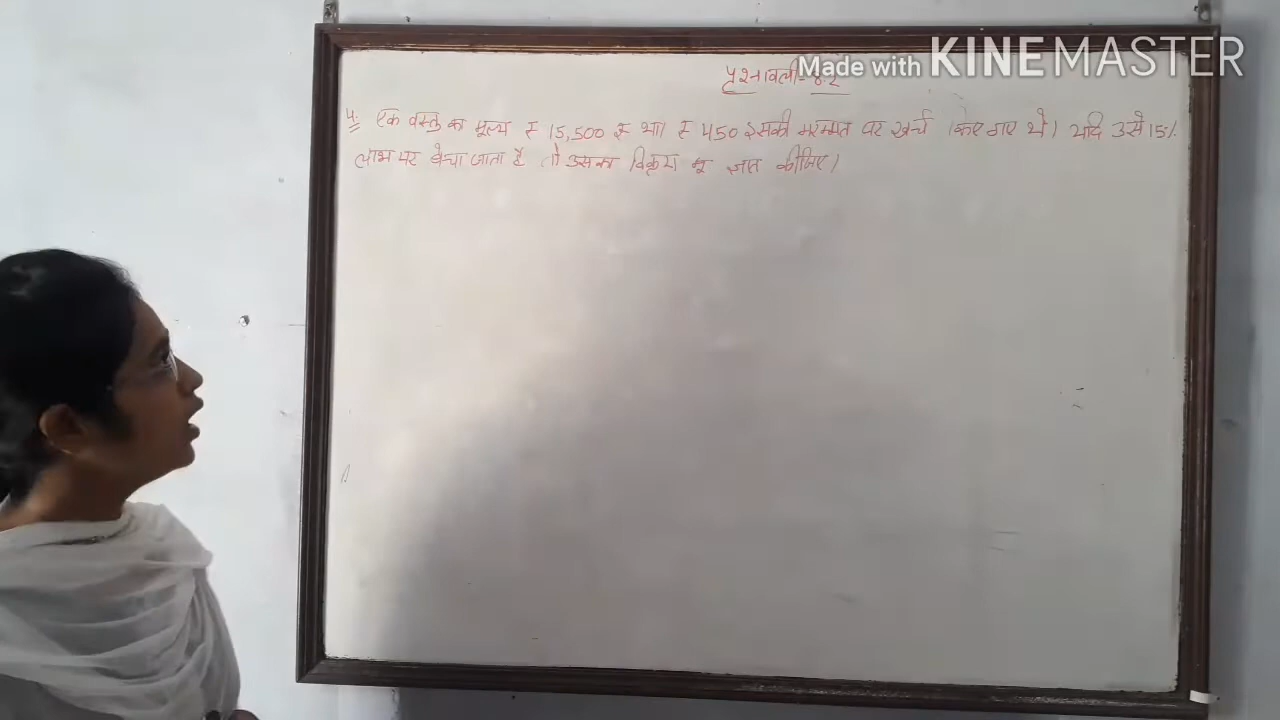 Made with KINEMASTER
प्रश्नावली-8.2
4. एक वस्तु का मूल्य ₹ 15,500 था। ₹ 450 इसकी मरम्मत पर खर्च किए गए थे। यदि उसे 15%
लाभ पर बेचा जाता है तो उसका विक्रय मू ज्ञात कीजिए।